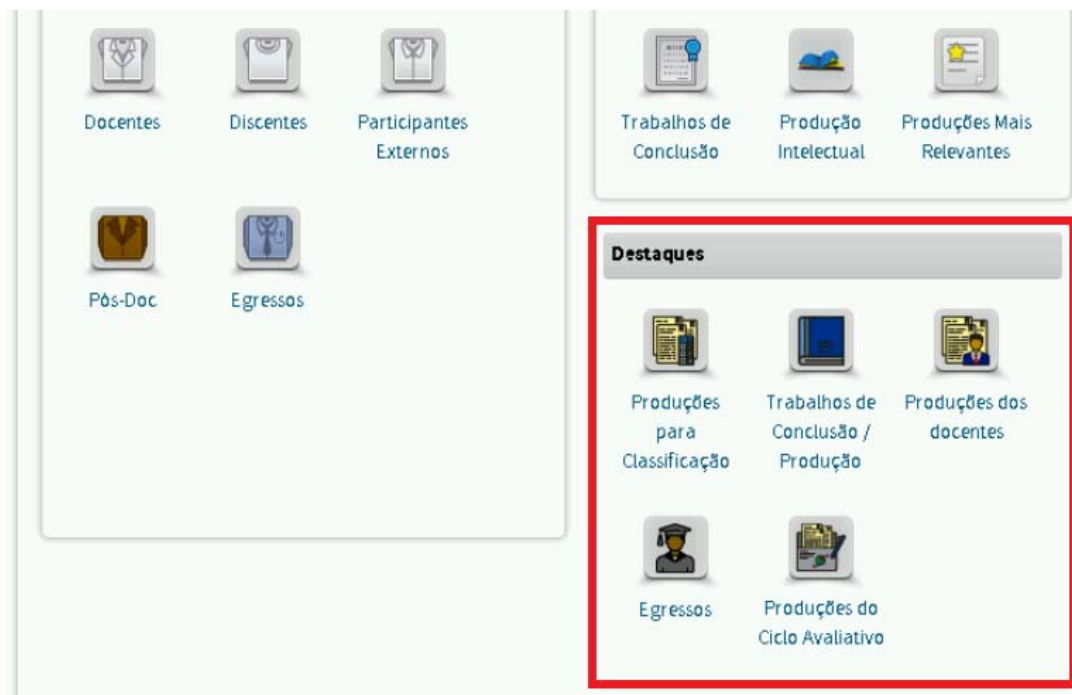 Docentes
Discentes
Participantes
Externos
Pós-Doc
Egressos
Trabalhos de
Conclusão
Produção
Intelectual
Produções Mais
Relevantes
Destaques
Produções
para
Classificação
Trabalhos de
Conclusão /
Produção
Produções dos
docentes
Egressos
Produções do
Ciclo Avaliativo